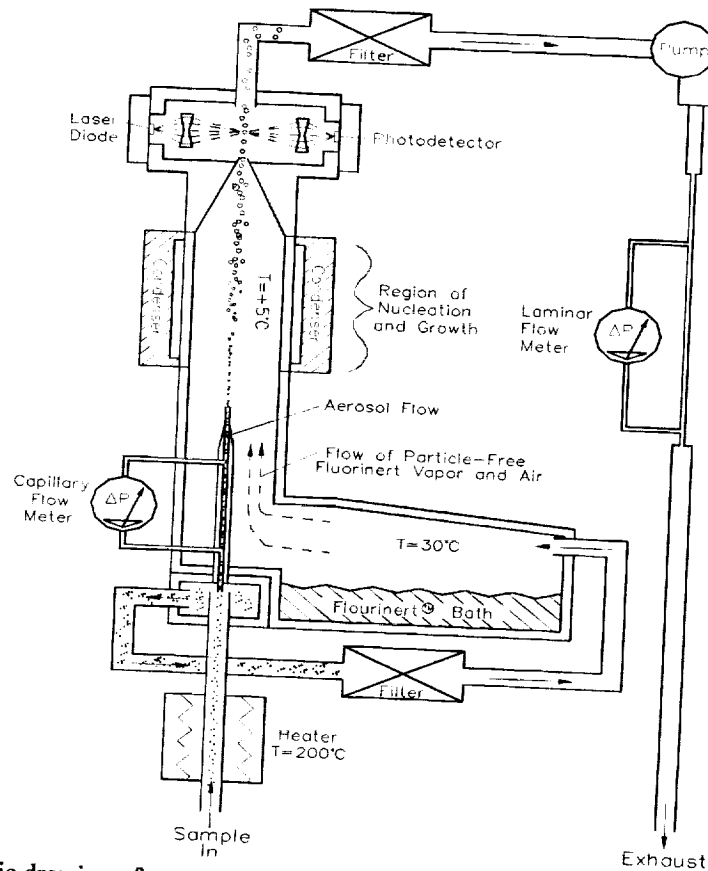 Filter
Pump
Laser
Diode
Photodetector
Condenser
T=+5°C
Condenser
Region of
Nucleation
and Growth
Laminar
Flow
Meter
ΔP
Aerosol Flow
Flow of Particle-Free
Fluorinert Vapor and Air
Capillary
Flow
Meter
ΔP
T=30°C
Flourinert® Bath
Filter
Heater
T=200°C
Sample
In
Exhaust